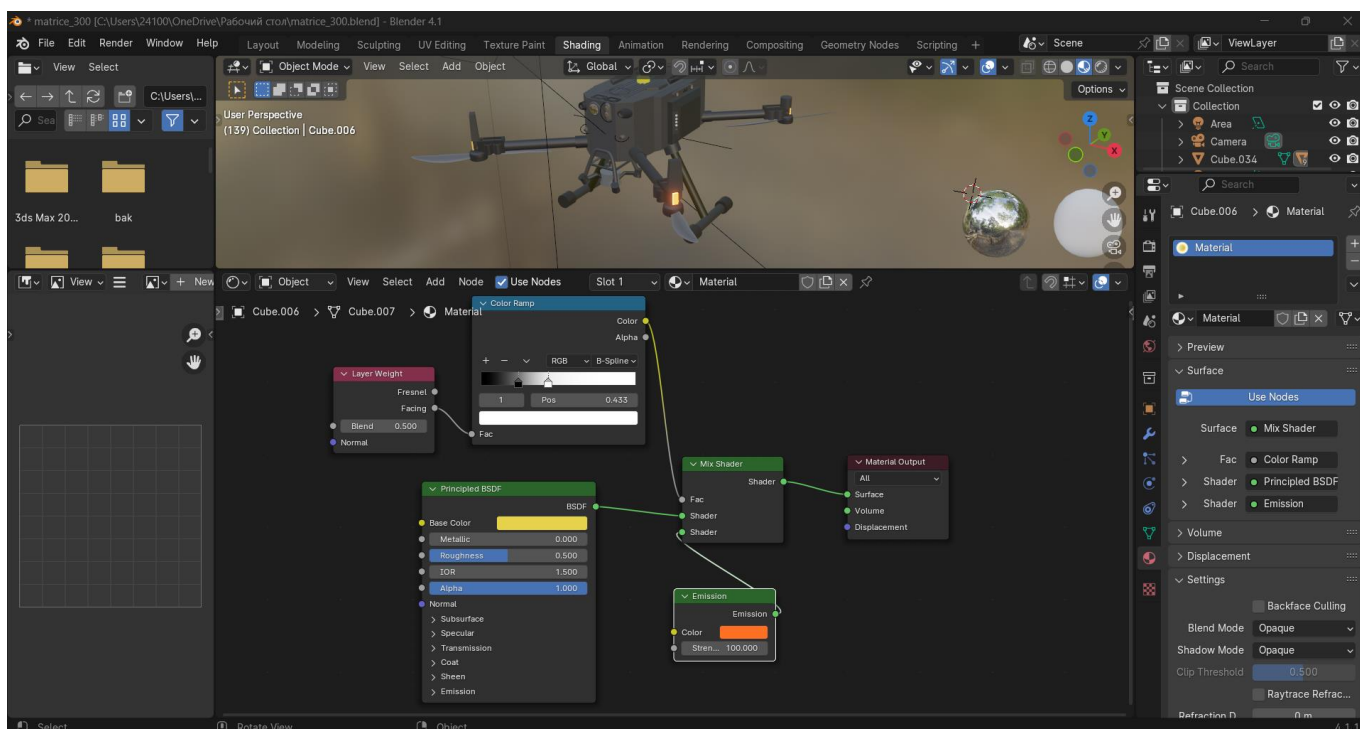 * matrice_300 [C:\Users\24100\OneDrive\Рабочий стол\matrice_300.blend] - Blender 4.1
File Edit Render Window Help Layout Modeling Sculpting UV Editing Texture Paint Shading Animation Rendering Compositing Geometry Nodes Scripting + Scene ViewLayer
View Select Object Mode View Select Add Object Global Search
C:\Users\... Options Scene Collection
Sea User Perspective Collection
(139) Collection | Cube.006 Area
Z Y X Camera
Cube.034
Search
3ds Max 20... bak Cube.006 > Material
Material
View + New Object View Select Add Node Use Nodes Slot 1 Material
Cube.006 > Cube.007 > Material
Material
Color Ramp
Color
Alpha
+ − RGB B-Spline
1 Pos 0.433
Fac
Layer Weight
Fresnel
Facing
Blend 0.500
Normal
Principled BSDF
BSDF
Base Color
Metallic 0.000
Roughness 0.500
IOR 1.500
Alpha 1.000
Normal
> Subsurface
> Specular
> Transmission
> Coat
> Sheen
> Emission
Mix Shader
Shader
Fac
Shader
Shader
Emission
Emission
Color
Stren... 100.000
Material Output
All
Surface
Volume
Displacement
> Preview
Surface
Use Nodes
Surface Mix Shader
> Fac Color Ramp
> Shader Principled BSDF
> Shader Emission
> Volume
> Displacement
Settings
Backface Culling
Blend Mode Opaque
Shadow Mode Opaque
Clip Threshold 0.500
Raytrace Refrac...
Refraction D 0 m
Select Rotate View Object 4.1.1